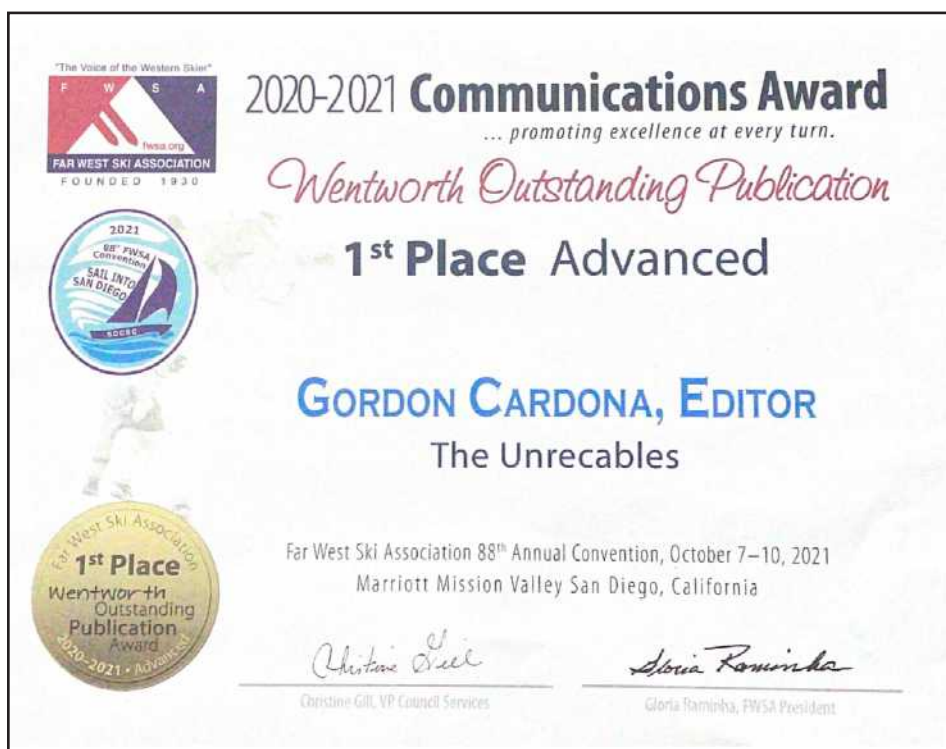 "The Voice of the Western Skier"
F W S A
fwsa.org
FAR WEST SKI ASSOCIATION
FOUNDED 1930
2020-2021 Communications Award
... promoting excellence at every turn.
Wentworth Outstanding Publication
1st Place Advanced
2021
88th FWSA
Convention
SAIL INTO
SAN DIEGO
SDCSC
GORDON CARDONA, EDITOR
The Unrecables
Far West Ski Association
1st Place
Wentworth
Outstanding
Publication
Award
2020-2021 • Advanced
Far West Ski Association 88th Annual Convention, October 7–10, 2021
Marriott Mission Valley San Diego, California
Christine Gill
Gloria Raminha
Christine Gill, VP Council Services
Gloria Raminha, FWSA President